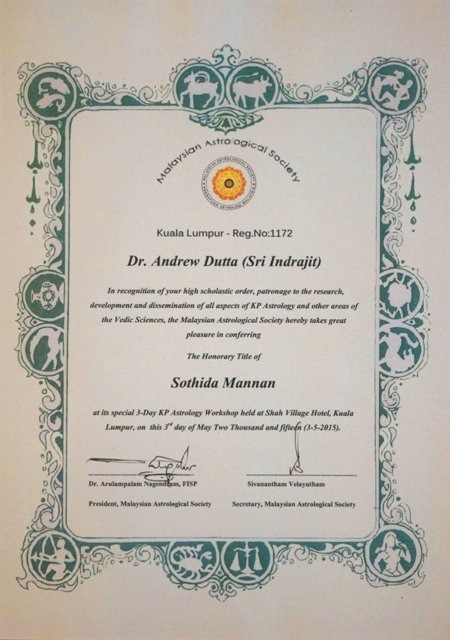 Malaysian Astrological Society
Kuala Lumpur - Reg.No:1172
Dr. Andrew Dutta (Sri Indrajit)
In recognition of your high scholastic order, patronage to the research,
development and dissemination of all aspects of KP Astrology and other areas of
the Vedic Sciences, the Malaysian Astrological Society hereby takes great
pleasure in conferring
The Honorary Title of
Sothida Mannan
at its special 3-Day KP Astrology Workshop held at Shah Village Hotel, Kuala
Lumpur, on this 3rd day of May Two Thousand and fifteen (3-5-2015).
Dr. Arulampalam Nagendram, FISP
Sivanantham Velayutham
President, Malaysian Astrological Society
Secretary, Malaysian Astrological Society